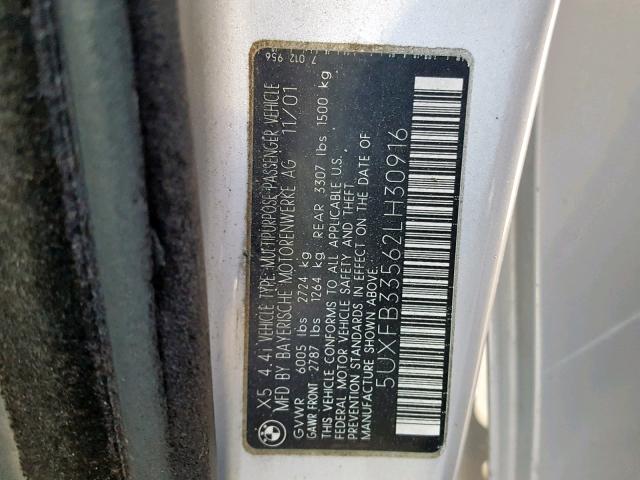 7 012 956
X5 4.4I VEHICLE TYPE: MULTIPURPOSE PASSENGER VEHICLE
MFD BY BAYERISCHE MOTORENWERKE AG 11/01
GVWR 6005 lbs 2724 kg
GAWR FRONT 2787 lbs 1264 kg REAR 3307 lbs 1500 kg
THIS VEHICLE CONFORMS TO ALL APPLICABLE U.S.
FEDERAL MOTOR VEHICLE SAFETY AND THEFT
PREVENTION STANDARDS IN EFFECT ON THE DATE OF
MANUFACTURE SHOWN ABOVE.
5UXFB33562LH30916